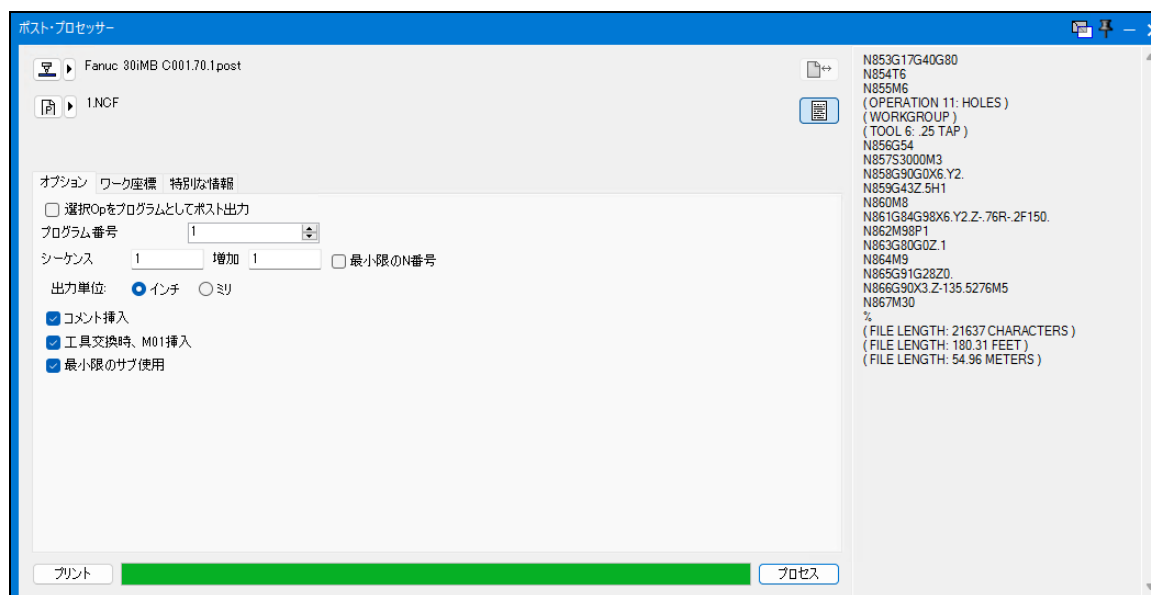 ポスト・プロセッサー
Fanuc 30iMB C001.70.1.post
1.NCF
オプション ワーク座標 特別な情報
選択Opをプログラムとしてポスト出力
プログラム番号 1
シーケンス 1 増加 1 最小限のN番号
出力単位: インチ ミリ
コメント挿入
工具交換時、M01挿入
最小限のサブ使用
プリント プロセス
N853G17G40G80
N854T6
N855M6
( OPERATION 11: HOLES )
( WORKGROUP )
( TOOL 6: .25 TAP )
N856G54
N857S3000M3
N858G90G0X6.Y2.
N859G43Z.5H1
N860M8
N861G84G98X6.Y2.Z-.76R-.2F150.
N862M98P1
N863G80G0Z.1
N864M9
N865G91G28Z0.
N866G90X3.Z-135.5276M5
N867M30
%
( FILE LENGTH: 21637 CHARACTERS )
( FILE LENGTH: 180.31 FEET )
( FILE LENGTH: 54.96 METERS )